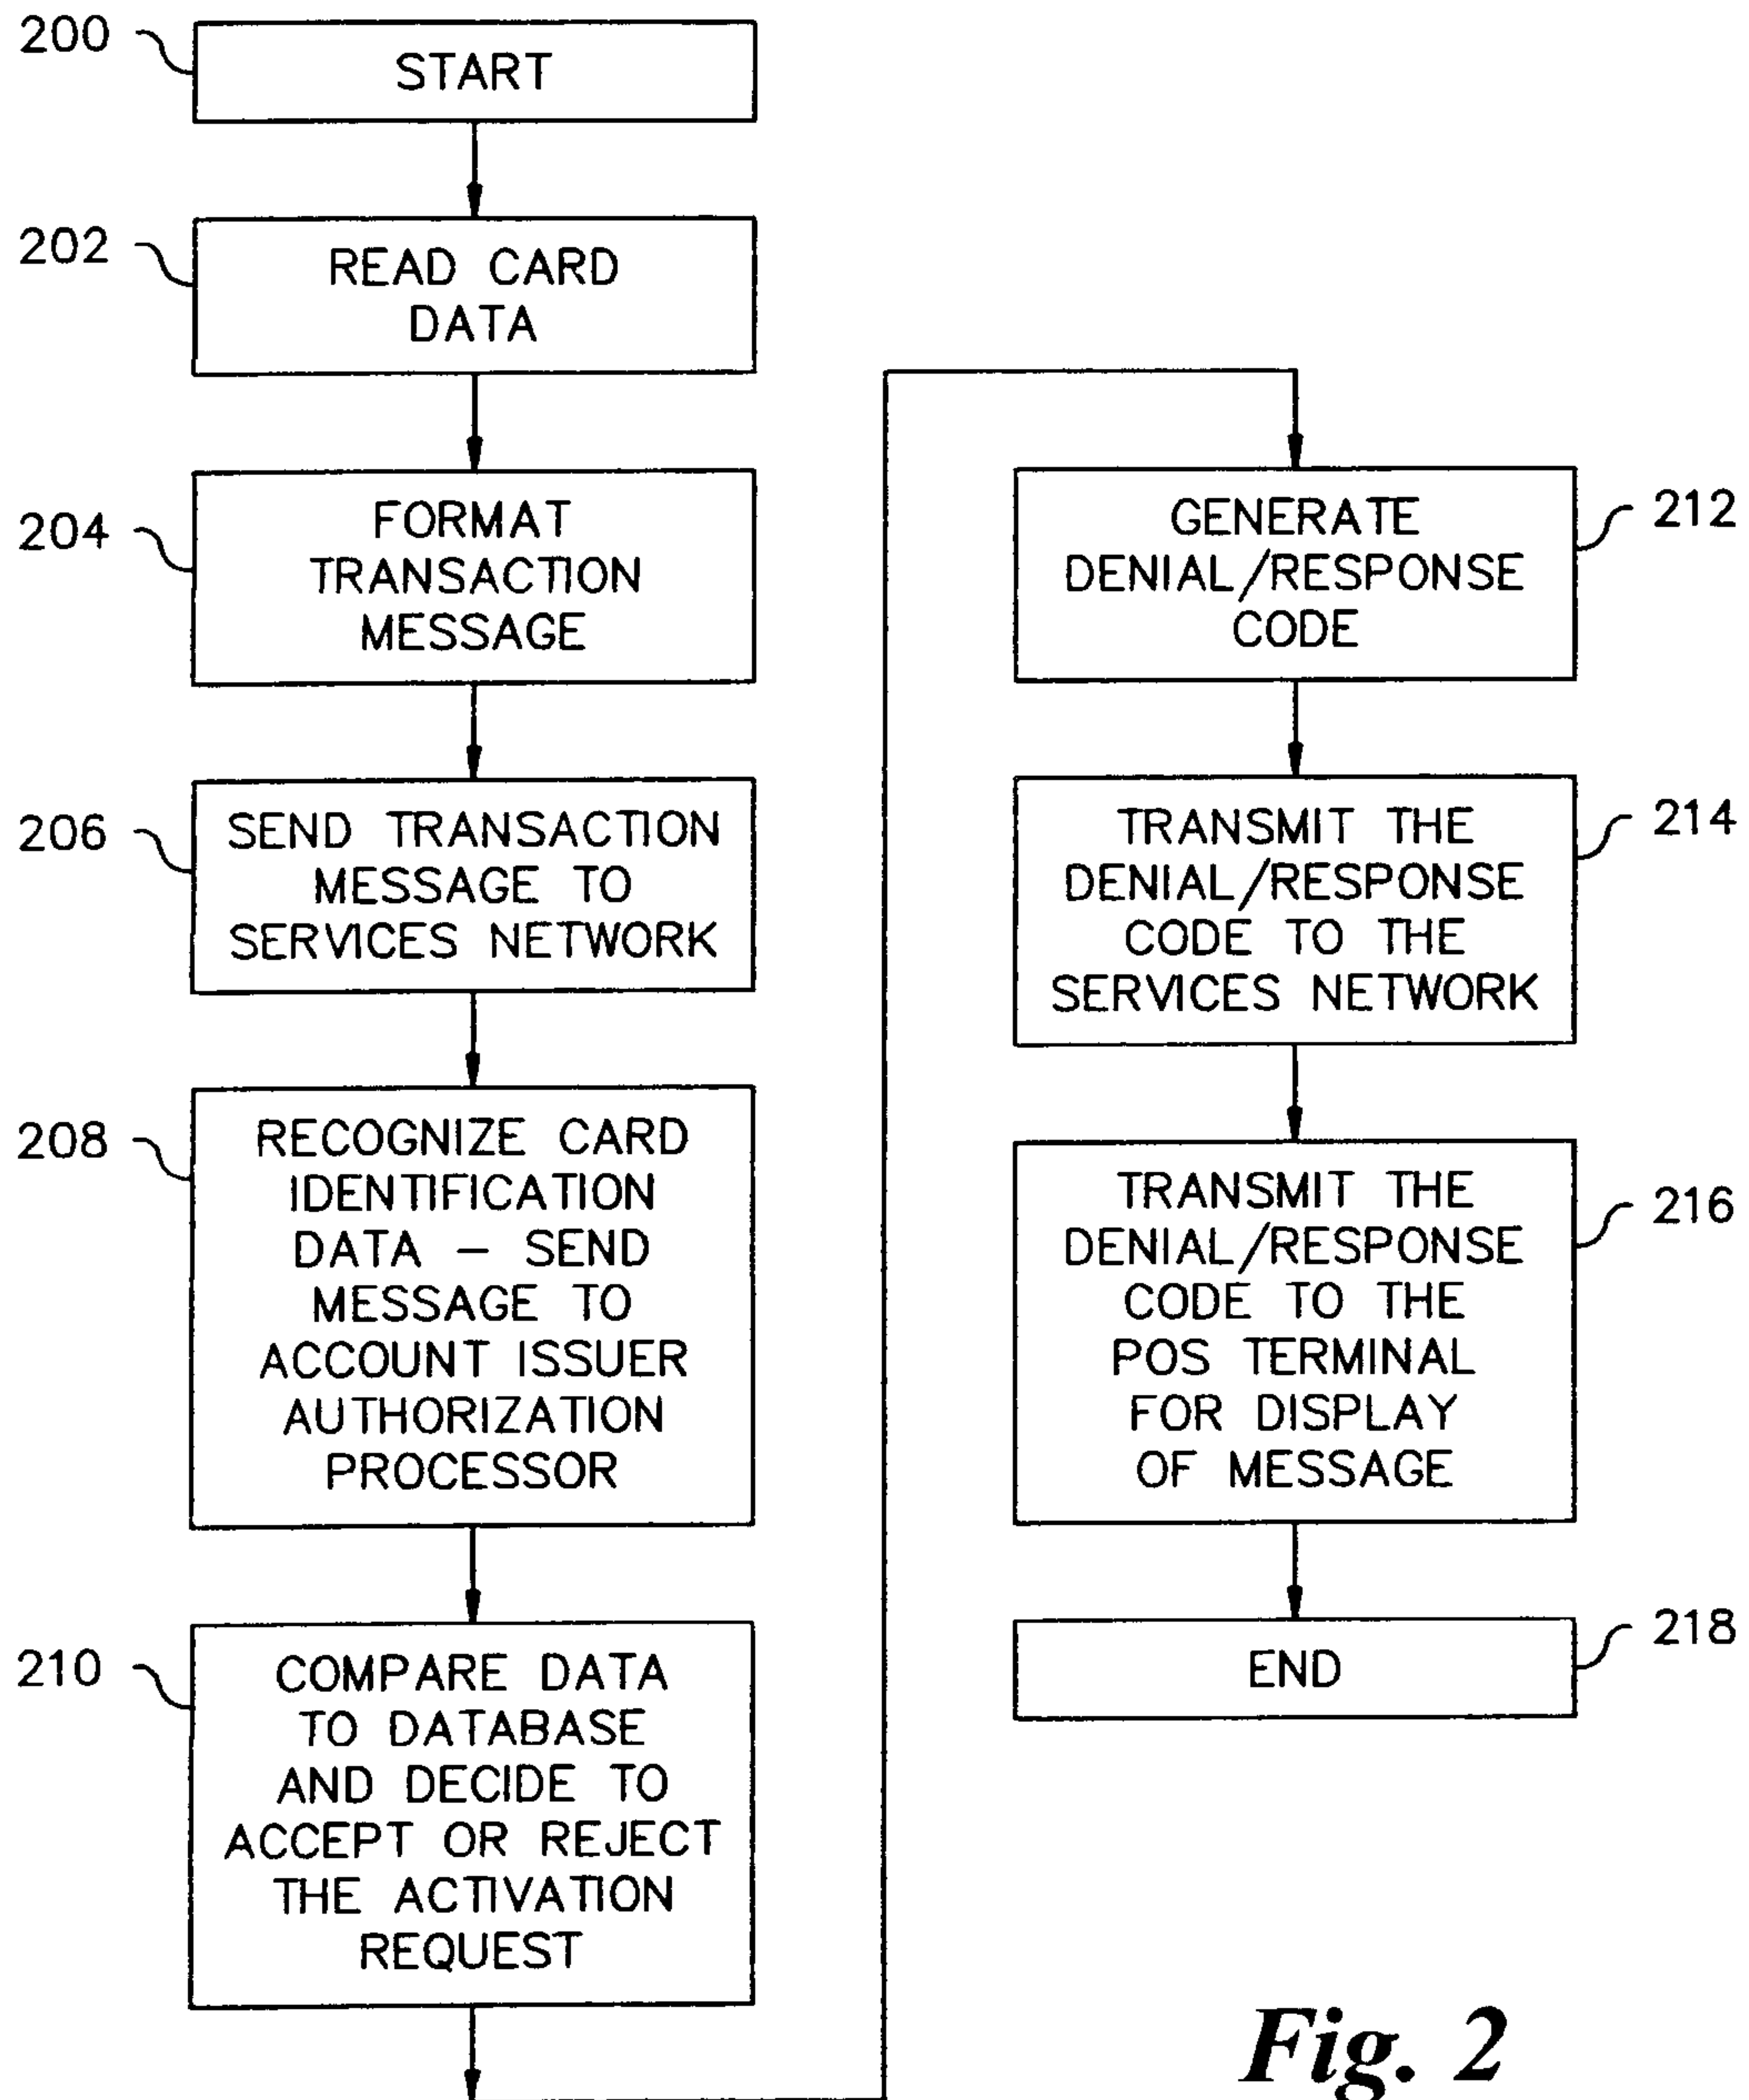 200
START
202
READ CARD
DATA
204
FORMAT
TRANSACTION
MESSAGE
206
SEND TRANSACTION
MESSAGE TO
SERVICES NETWORK
208
RECOGNIZE CARD
IDENTIFICATION
DATA – SEND
MESSAGE TO
ACCOUNT ISSUER
AUTHORIZATION
PROCESSOR
210
COMPARE DATA
TO DATABASE
AND DECIDE TO
ACCEPT OR REJECT
THE ACTIVATION
REQUEST
212
GENERATE
DENIAL/RESPONSE
CODE
214
TRANSMIT THE
DENIAL/RESPONSE
CODE TO THE
SERVICES NETWORK
216
TRANSMIT THE
DENIAL/RESPONSE
CODE TO THE
POS TERMINAL
FOR DISPLAY
OF MESSAGE
218
END
Fig. 2